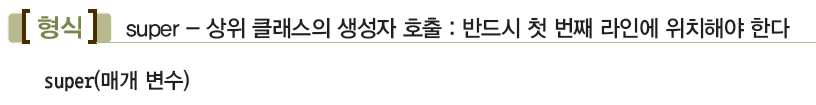 [형식] super – 상위 클래스의 생성자 호출 : 반드시 첫 번째 라인에 위치해야 한다
super(매개 변수)